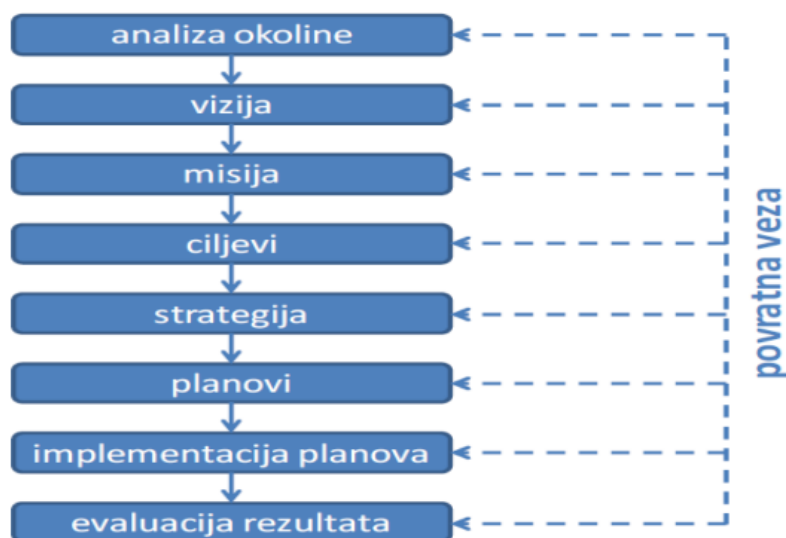 analiza okoline
vizija
misija
ciljevi
strategija
planovi
implementacija planova
evaluacija rezultata
povratna veza